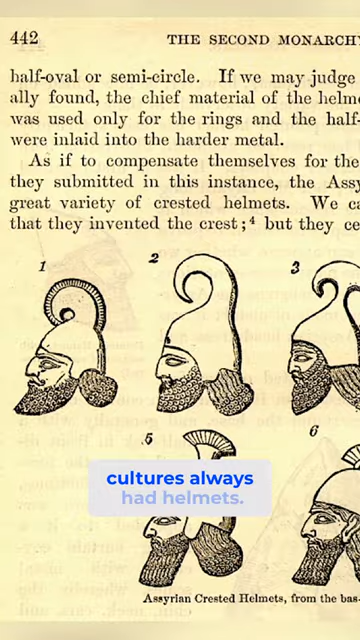 442
THE SECOND MONARCHY
half-oval or semi-circle. If we may judge
ally found, the chief material of the helme
was used only for the rings and the half-
were inlaid into the harder metal.
As if to compensate themselves for the
they submitted in this instance, the Assy
great variety of crested helmets. We ca
that they invented the crest;⁴ but they ce
1
2
3
5
6
cultures always
had helmets.
Assyrian Crested Helmets, from the bas-